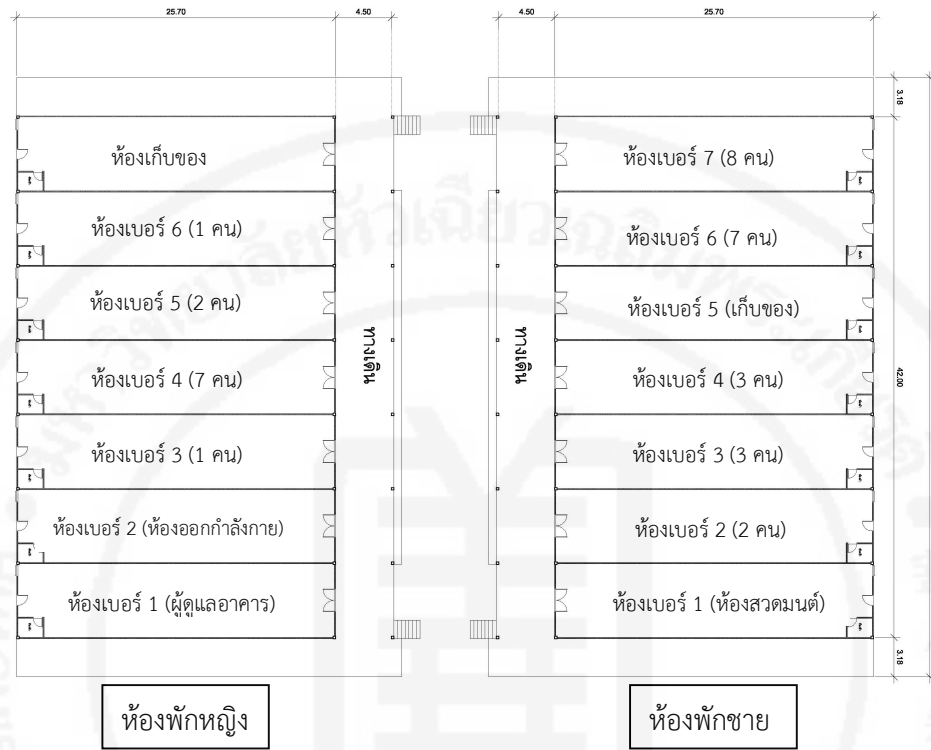 25.70 4.50 4.50 25.70
3.18
ห้องเก็บของ
ห้องเบอร์ 7 (8 คน)
ห้องเบอร์ 6 (1 คน)
ห้องเบอร์ 6 (7 คน)
ห้องเบอร์ 5 (2 คน)
ห้องเบอร์ 5 (เก็บของ)
ทางเดิน
ทางเดิน
42.00
ห้องเบอร์ 4 (7 คน)
ห้องเบอร์ 4 (3 คน)
ห้องเบอร์ 3 (1 คน)
ห้องเบอร์ 3 (3 คน)
ห้องเบอร์ 2 (ห้องออกกำลังกาย)
ห้องเบอร์ 2 (2 คน)
ห้องเบอร์ 1 (ผู้ดูแลอาคาร)
ห้องเบอร์ 1 (ห้องสวดมนต์)
3.18
ห้องพักหญิง
ห้องพักชาย